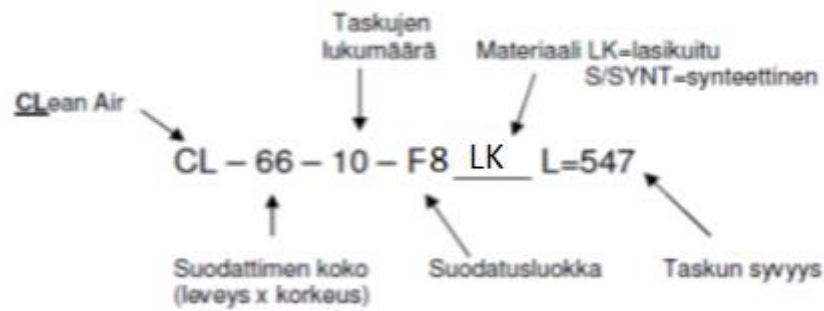 Taskujen
lukumäärä
Materiaali LK=lasikuitu
S/SYNT=synteettinen
CLean Air
CL – 66 – 10 – F8 LK L=547
Suodattimen koko
(leveys x korkeus)
Suodatusluokka
Taskun syvyys